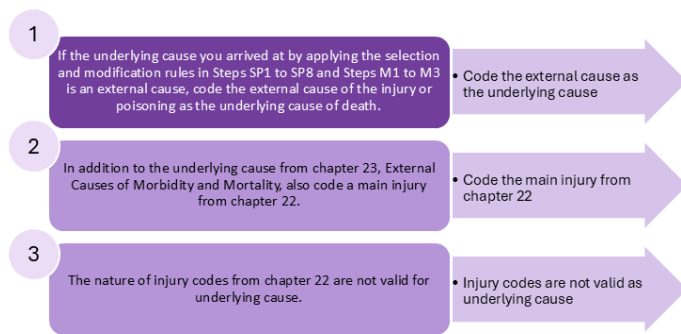 1
If the underlying cause you arrived at by applying the selection
and modification rules in Steps SP1 to SP8 and Steps M1 to M3
is an external cause, code the external cause of the injury or
poisoning as the underlying cause of death.
• Code the external cause as
the underlying cause
2
In addition to the underlying cause from chapter 23, External
Causes of Morbidity and Mortality, also code a main injury
from chapter 22.
• Code the main injury from
chapter 22
3
The nature of injury codes from chapter 22 are not valid for
underlying cause.
• Injury codes are not valid as
underlying cause